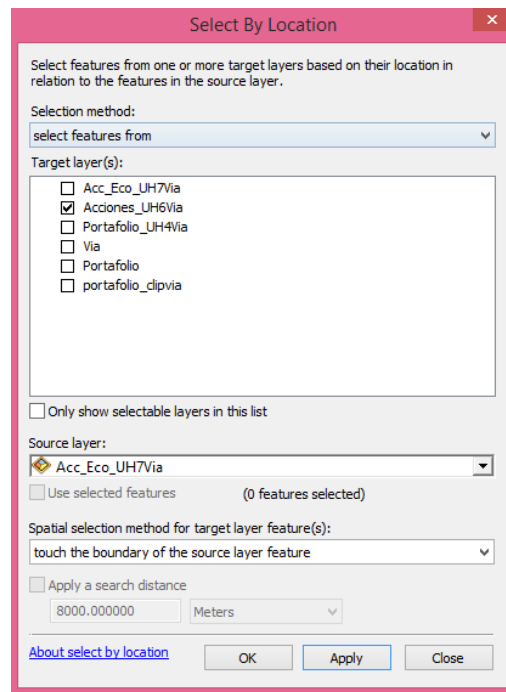 Select By Location
Select features from one or more target layers based on their location in
relation to the features in the source layer.
Selection method:
select features from
Target layer(s):
Acc_Eco_UH7Via
Acciones_UH6Via
Portafolio_UH4Via
Via
Portafolio
portafolio_clipvia
Only show selectable layers in this list
Source layer:
Acc_Eco_UH7Via
Use selected features (0 features selected)
Spatial selection method for target layer feature(s):
touch the boundary of the source layer feature
Apply a search distance
8000.000000 Meters
About select by location OK Apply Close